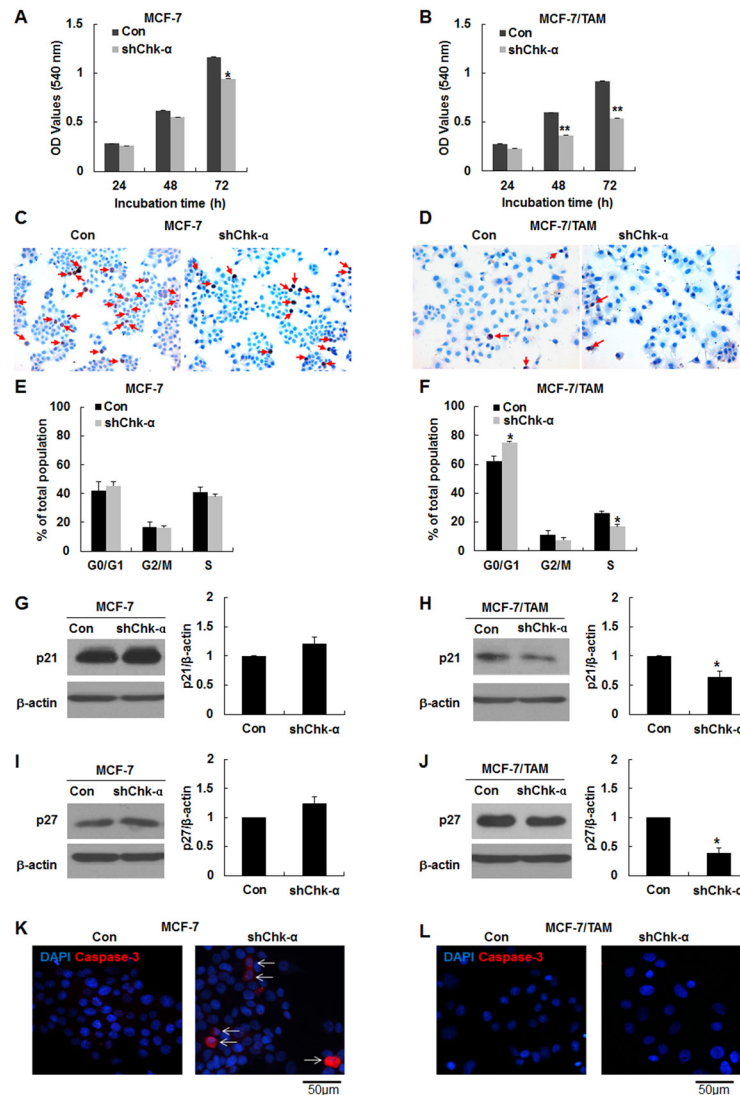 A
MCF-7
Con
shChk-α
OD Values (540 nm)
1.5
1
0.5
0
*
24 48 72
Incubation time (h)
B
MCF-7/TAM
Con
shChk-α
OD Values (540 nm)
1.5
1
0.5
0
** **
24 48 72
Incubation time (h)
C
MCF-7
Con shChk-α
D
MCF-7/TAM
Con shChk-α
E
MCF-7
Con
shChk-α
% of total population
100
80
60
40
20
0
G0/G1 G2/M S
F
MCF-7/TAM
Con
shChk-α
% of total population
100
80
60
40
20
0
* *
G0/G1 G2/M S
G
MCF-7
Con shChk-α
p21
β-actin
p21/β-actin
2
1.5
1
0.5
0
Con shChk-α
H
MCF-7/TAM
Con shChk-α
p21
β-actin
p21/β-actin
2
1.5
1
0.5
0
*
Con shChk-α
I
MCF-7
Con shChk-α
p27
β-actin
p27/β-actin
2
1.5
1
0.5
0
Con shChk-α
J
MCF-7/TAM
Con shChk-α
p27
β-actin
p27/β-actin
2
1.5
1
0.5
0
*
Con shChk-α
K
MCF-7
Con shChk-α
DAPI Caspase-3
50μm
L
MCF-7/TAM
Con shChk-α
DAPI Caspase-3
50μm